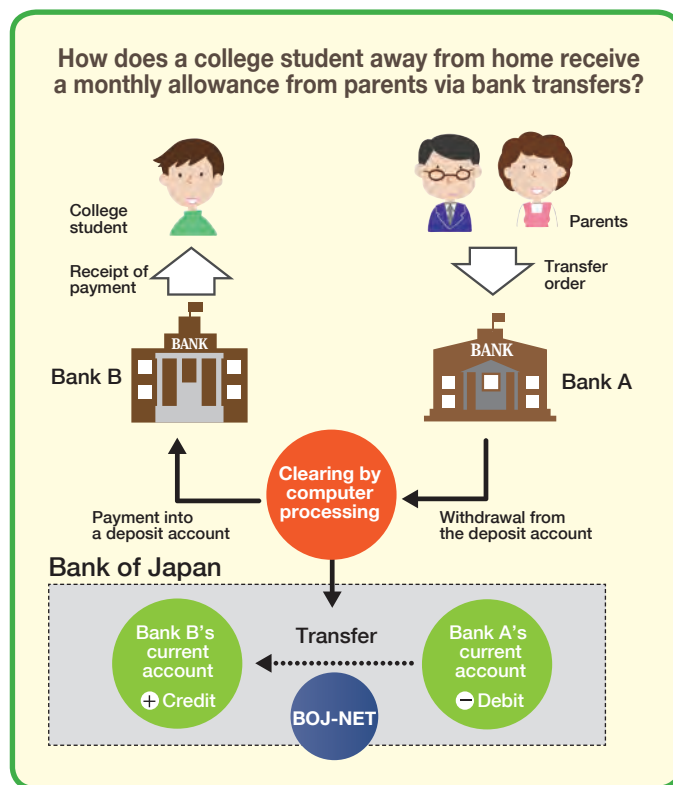 How does a college student away from home receive
a monthly allowance from parents via bank transfers?
College
student
Parents
Receipt of
payment
Transfer
order
BANK
BANK
Bank B
Bank A
Clearing by
computer
processing
Payment into
a deposit account
Withdrawal from
the deposit account
Bank of Japan
Bank B's
current
account
+ Credit
Transfer
Bank A's
current
account
− Debit
BOJ-NET